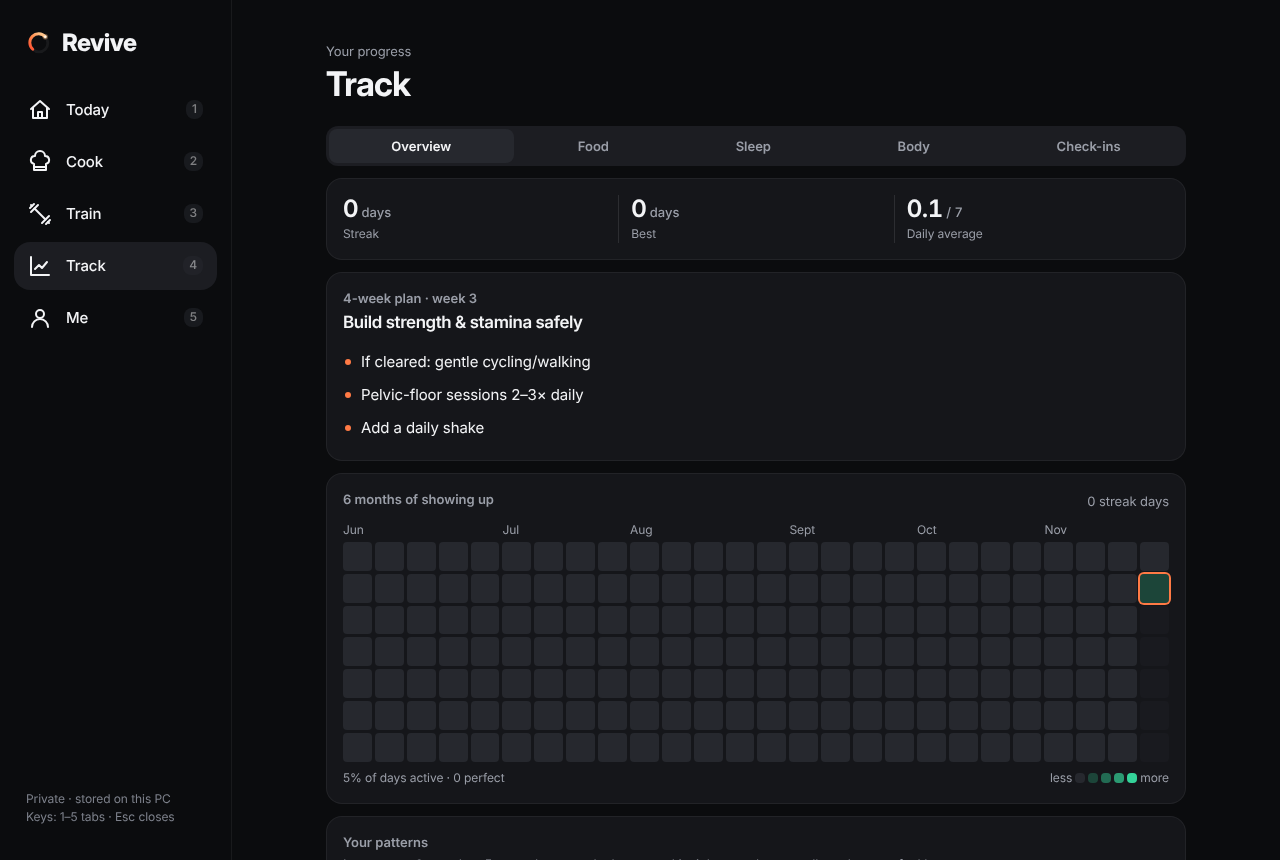 Revive
Today 1
Cook 2
Train 3
Track 4
Me 5
Private · stored on this PC
Keys: 1–5 tabs · Esc closes
Your progress
Track
Overview Food Sleep Body Check-ins
0 days
Streak
0 days
Best
0.1 / 7
Daily average
4-week plan · week 3
Build strength & stamina safely
If cleared: gentle cycling/walking
Pelvic-floor sessions 2–3× daily
Add a daily shake
6 months of showing up
0 streak days
Jun Jul Aug Sept Oct Nov
5% of days active · 0 perfect
less more
Your patterns